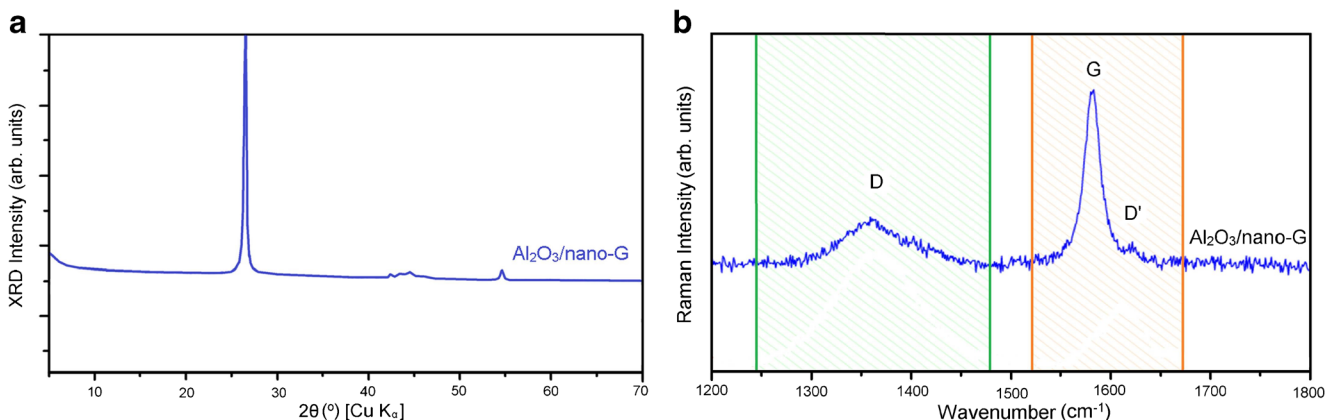 a
XRD Intensity (arb. units)
Al₂O₃/nano-G
10 20 30 40 50 60 70
2θ (º) [Cu Kα]
b
Raman Intensity (arb. units)
D
G
D'
Al₂O₃/nano-G
1200 1300 1400 1500 1600 1700 1800
Wavenumber (cm⁻¹)